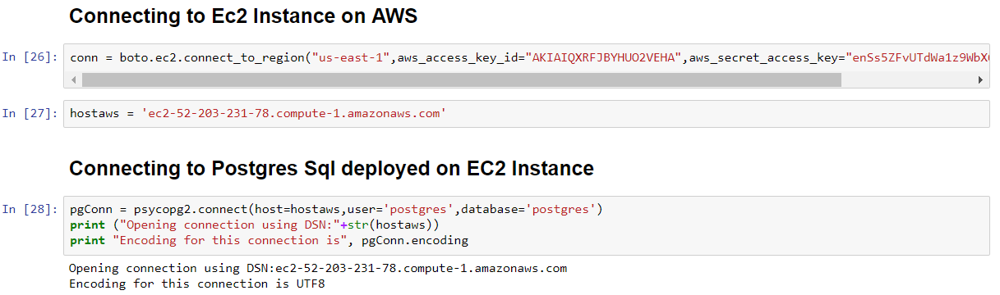 Connecting to Ec2 Instance on AWS
In [26]: conn = boto.ec2.connect_to_region("us-east-1",aws_access_key_id="AKIAIQXRFJBYHUO2VEHA",aws_secret_access_key="enSs5ZFvUTdWa1z9WbX
In [27]: hostaws = 'ec2-52-203-231-78.compute-1.amazonaws.com'
Connecting to Postgres Sql deployed on EC2 Instance
In [28]: pgConn = psycopg2.connect(host=hostaws,user='postgres',database='postgres')
print ("Opening connection using DSN:"+str(hostaws))
print "Encoding for this connection is", pgConn.encoding
Opening connection using DSN:ec2-52-203-231-78.compute-1.amazonaws.com
Encoding for this connection is UTF8